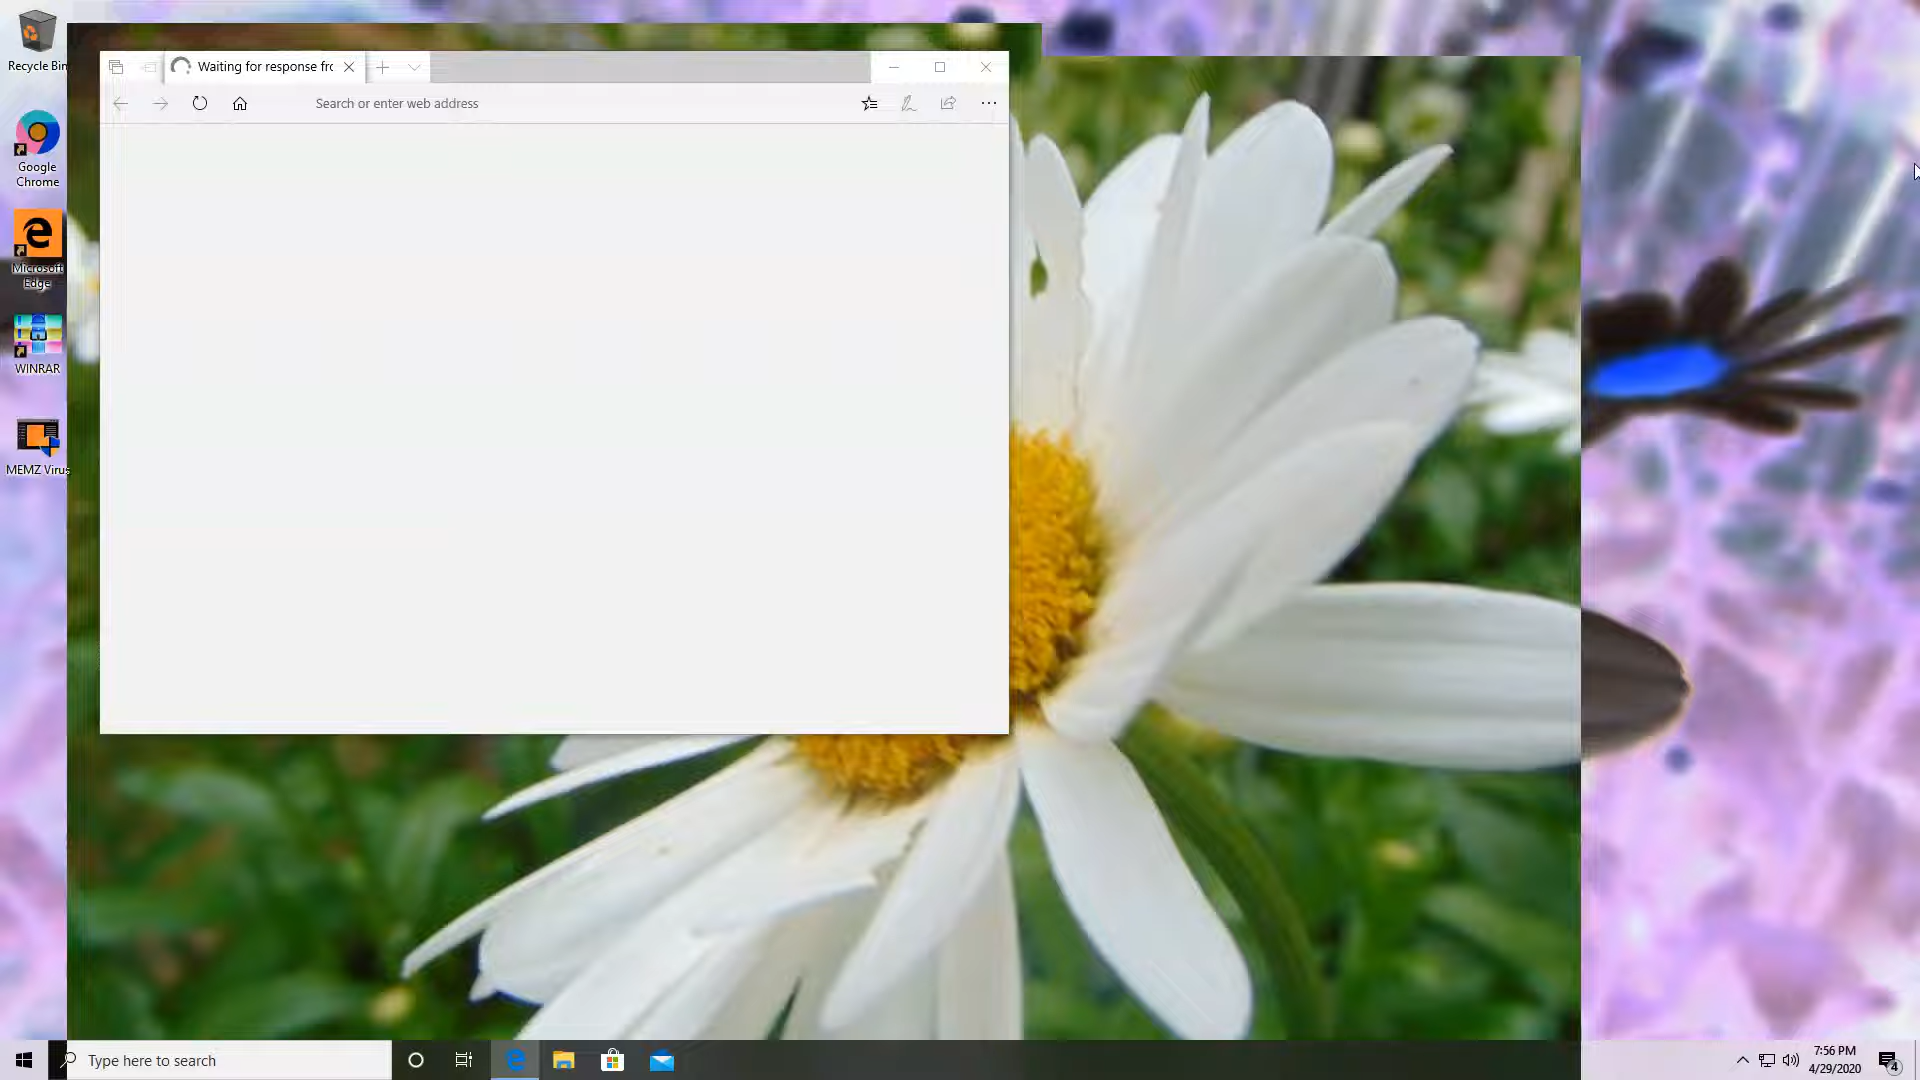 Recycle Bin
Waiting for response fro
Search or enter web address
Google
Chrome
Microsoft
Edge
WINRAR
MEMZ Virus
Type here to search
7:56 PM
4/29/2020
4